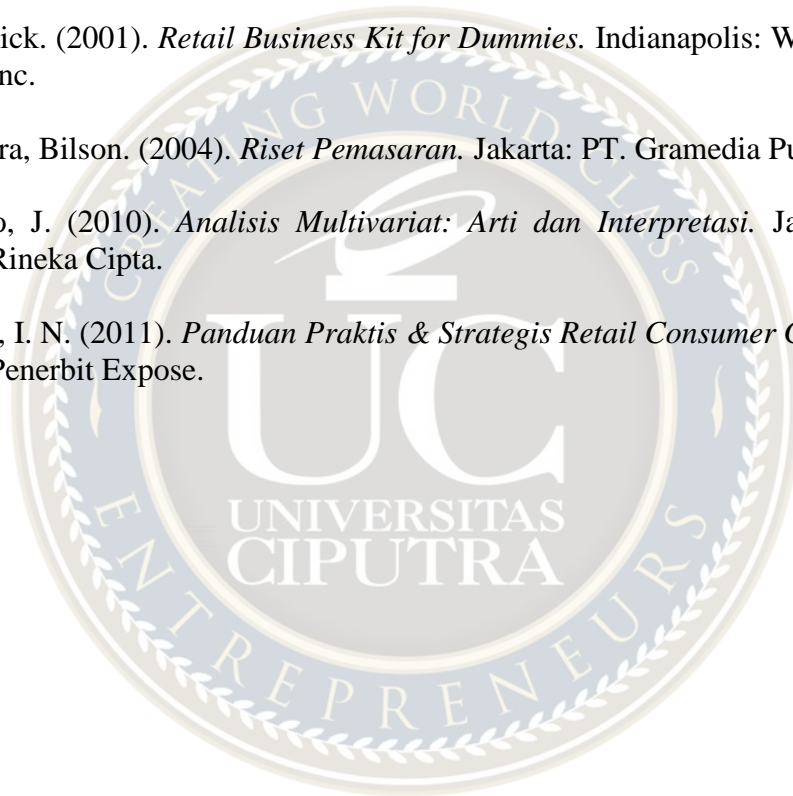 ick. (2001). Retail Business Kit for Dummies. Indianapolis: W
nc.
ra, Bilson. (2004). Riset Pemasaran. Jakarta: PT. Gramedia Pu
o, J. (2010). Analisis Multivariat: Arti dan Interpretasi. Ja
Rineka Cipta.
, I. N. (2011). Panduan Praktis & Strategis Retail Consumer
Penerbit Expose.
CREATING WORLD CLASS
UC
UNIVERSITAS
CIPUTRA
ENTREPRENEURS